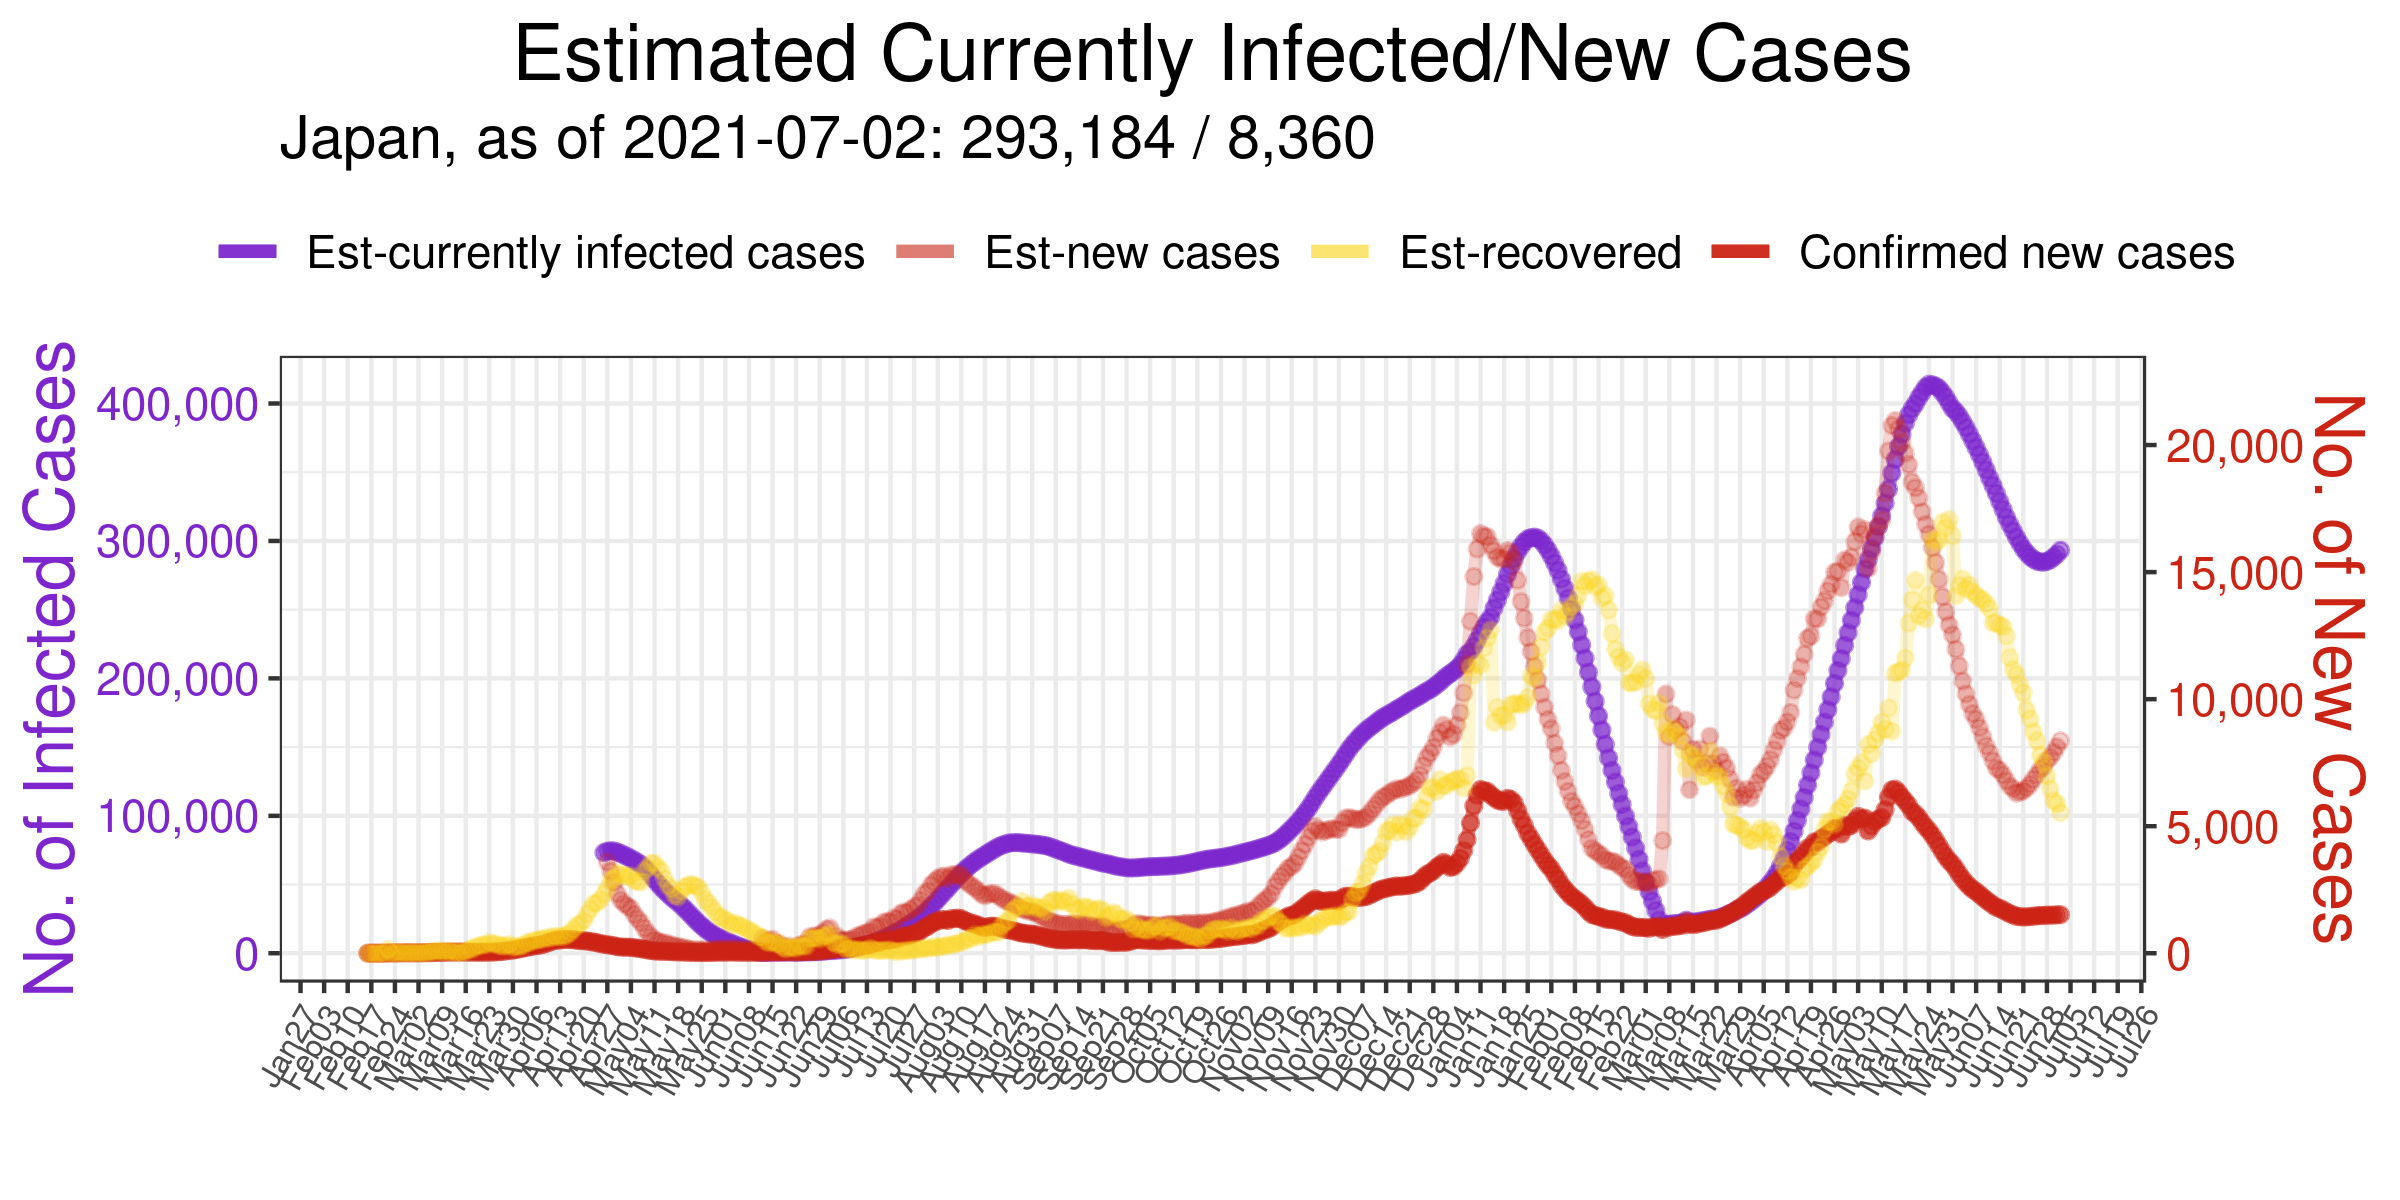 Estimated Currently Infected/New Cases
Japan, as of 2021-07-02: 293,184 / 8,360
Est-currently infected cases
Est-new cases
Est-recovered
Confirmed new cases
No. of Infected Cases
400,000
300,000
200,000
100,000
0
20,000
15,000
10,000
5,000
0
No. of New Cases
Jan27
Feb03
Feb10
Feb17
Feb24
Mar02
Mar09
Mar16
Mar23
Mar30
Apr06
Apr13
Apr20
Apr27
May04
May11
May18
May25
Jun01
Jun08
Jun15
Jun22
Jun29
Jul06
Jul13
Jul20
Jul27
Aug03
Aug10
Aug17
Aug24
Aug31
Sep07
Sep14
Sep21
Sep28
Oct05
Oct12
Oct19
Oct26
Nov02
Nov09
Nov16
Nov23
Nov30
Dec07
Dec14
Dec21
Dec28
Jan04
Jan11
Jan18
Jan25
Feb01
Feb08
Feb15
Feb22
Mar01
Mar08
Mar15
Mar22
Mar29
Apr05
Apr12
Apr19
Apr26
May03
May10
May17
May24
May31
Jun07
Jun14
Jun21
Jun28
Jul05
Jul12
Jul19
Jul26